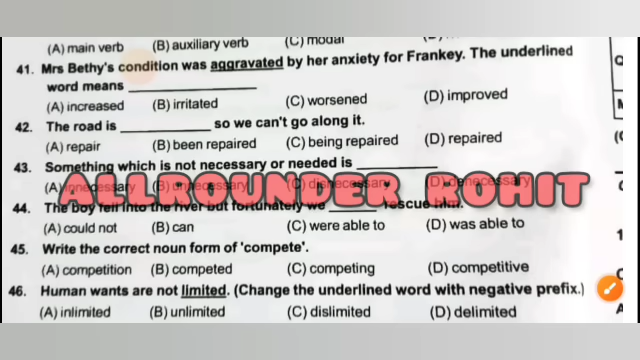 (A) main verb (B) auxiliary verb (C) modal
41. Mrs Bethy's condition was aggravated by her anxiety for Frankey. The underlined
word means
(A) increased (B) irritated (C) worsened (D) improved
42. The road is so we can't go along it.
(A) repair (B) been repaired (C) being repaired (D) repaired
43. Something which is not necessary or needed is
(A) innecessary (B) unnecessary (C) disnecessary (D) denecessary
ALLROUNDER ROHIT
44. The boy fell into the river but fortunately we rescue him.
(A) could not (B) can (C) were able to (D) was able to
45. Write the correct noun form of 'compete'.
(A) competition (B) competed (C) competing (D) competitive
46. Human wants are not limited. (Change the underlined word with negative prefix.)
(A) inlimited (B) unlimited (C) dislimited (D) delimited